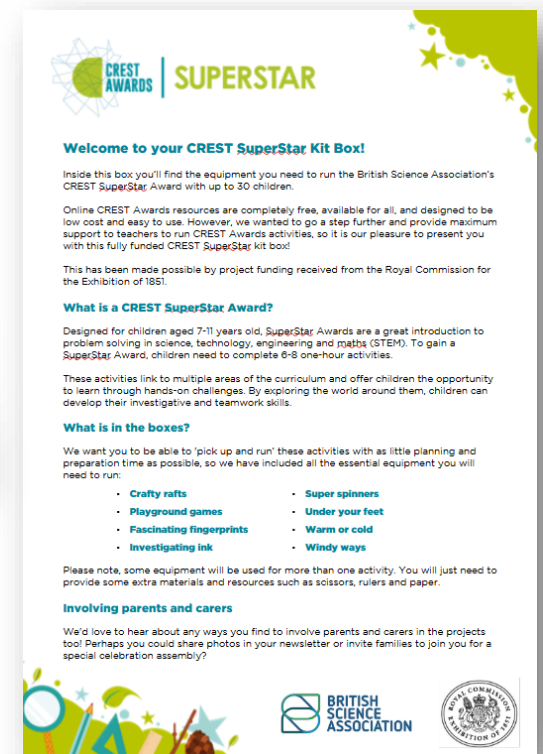 CREST
AWARDS
SUPERSTAR
Welcome to your CREST SuperStar Kit Box!
Inside this box you'll find the equipment you need to run the British Science Association's
CREST SuperStar Award with up to 30 children.
Online CREST Awards resources are completely free, available for all, and designed to be
low cost and easy to use. However, we wanted to go a step further and provide maximum
support to teachers to run CREST Awards activities, so it is our pleasure to present you
with this fully funded CREST SuperStar kit box!
This has been made possible by project funding received from the Royal Commission for
the Exhibition of 1851.
What is a CREST SuperStar Award?
Designed for children aged 7-11 years old, SuperStar Awards are a great introduction to
problem solving in science, technology, engineering and maths (STEM). To gain a
SuperStar Award, children need to complete 6-8 one-hour activities.
These activities link to multiple areas of the curriculum and offer children the opportunity
to learn through hands-on challenges. By exploring the world around them, children can
develop their investigative and teamwork skills.
What is in the boxes?
We want you to be able to 'pick up and run' these activities with as little planning and
preparation time as possible, so we have included all the essential equipment you will
need to run:
• Crafty rafts
• Playground games
• Fascinating fingerprints
• Investigating ink
• Super spinners
• Under your feet
• Warm or cold
• Windy ways
Please note, some equipment will be used for more than one activity. You will just need to
provide some extra materials and resources such as scissors, rulers and paper.
Involving parents and carers
We'd love to hear about any ways you find to involve parents and carers in the projects
too! Perhaps you could share photos in your newsletter or invite families to join you for a
special celebration assembly?
BRITISH
SCIENCE
ASSOCIATION
ROYAL COMMISSION
EXHIBITION OF 1851